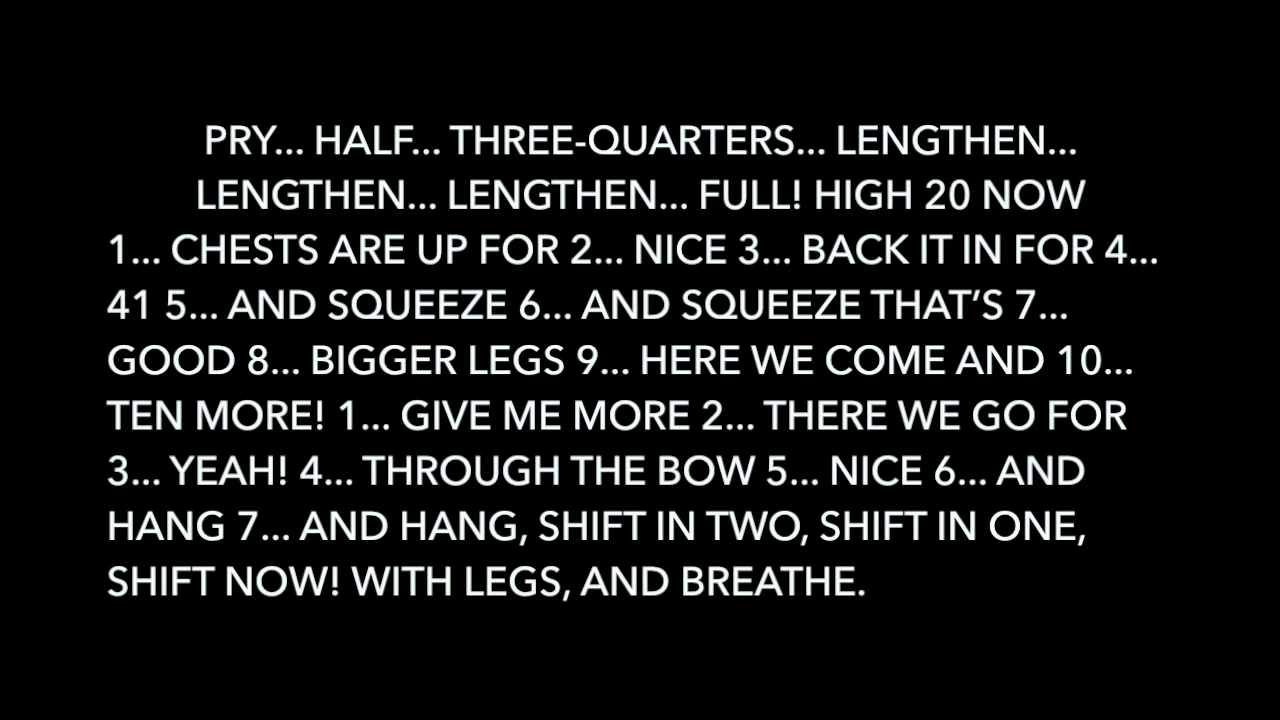 PRY... HALF... THREE-QUARTERS... LENGTHEN...
LENGTHEN... LENGTHEN... FULL! HIGH 20 NOW
1... CHESTS ARE UP FOR 2... NICE 3... BACK IT IN FOR 4...
41 5... AND SQUEEZE 6... AND SQUEEZE THAT’S 7...
GOOD 8... BIGGER LEGS 9... HERE WE COME AND 10...
TEN MORE! 1... GIVE ME MORE 2... THERE WE GO FOR
3... YEAH! 4... THROUGH THE BOW 5... NICE 6... AND
HANG 7... AND HANG, SHIFT IN TWO, SHIFT IN ONE,
SHIFT NOW! WITH LEGS, AND BREATHE.